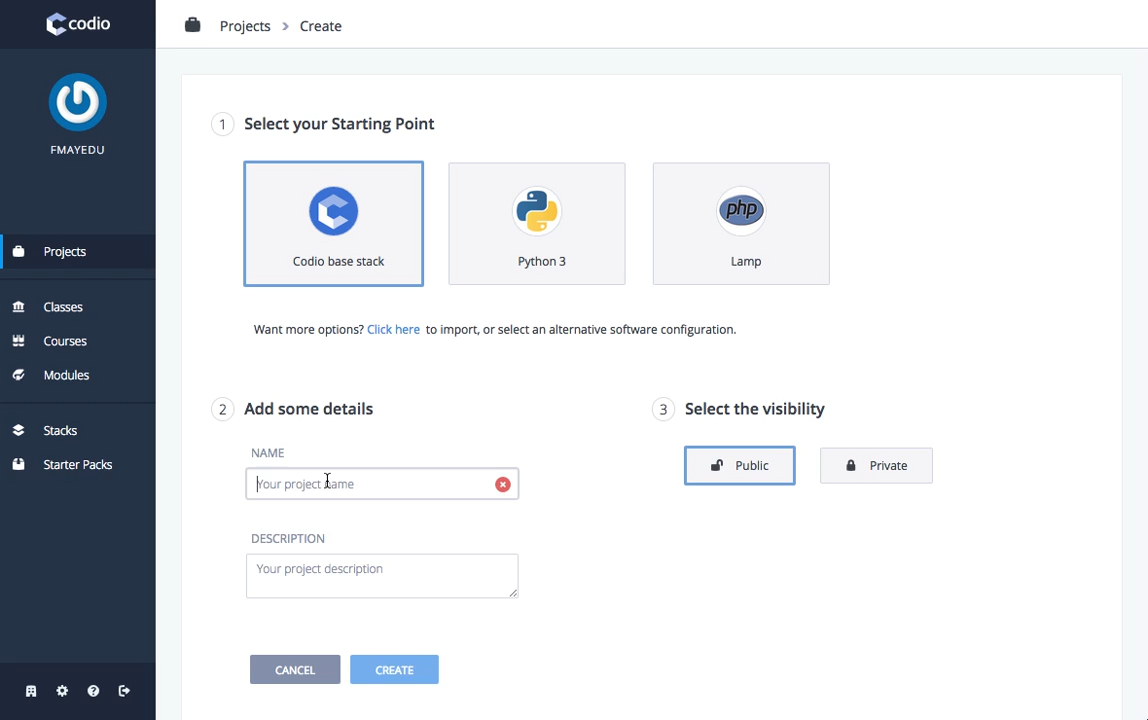 codio
Projects > Create
FMAYEDU
Projects
Classes
Courses
Modules
Stacks
Starter Packs
1 Select your Starting Point
Codio base stack
Python 3
php
Lamp
Want more options? Click here to import, or select an alternative software configuration.
2 Add some details
NAME
Your project name
DESCRIPTION
Your project description
CANCEL
CREATE
3 Select the visibility
Public
Private